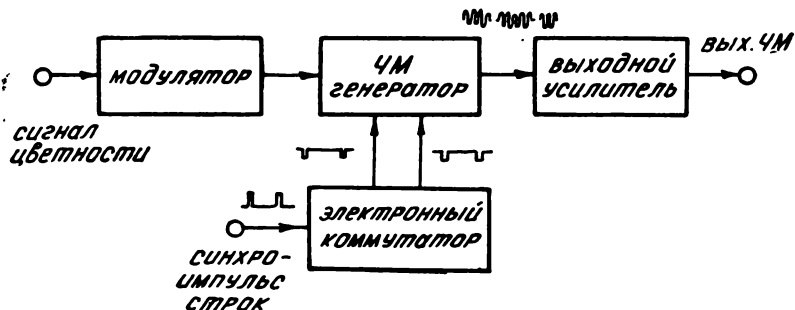 модулятор
ЧМ
генератор
выходной
усилитель
вых. ЧМ
сигнал
цветности
электронный
коммутатор
синхро-
импульс
строк